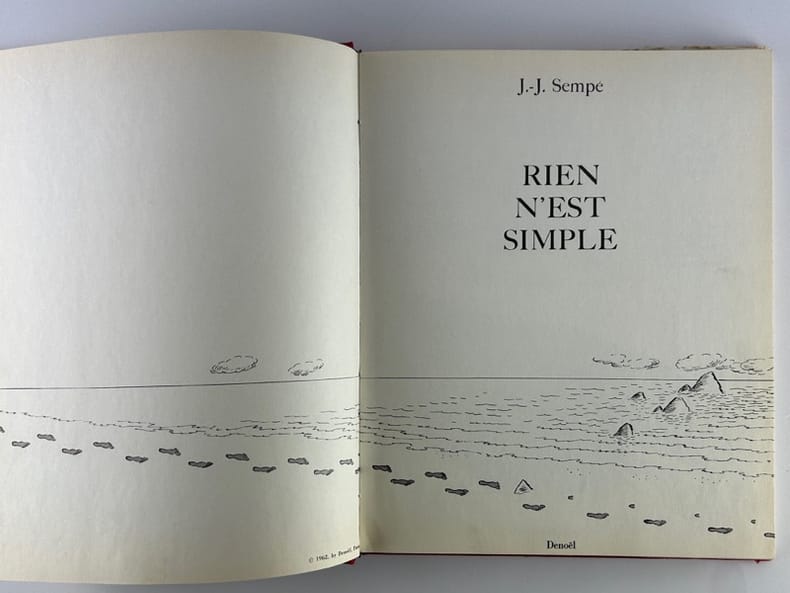 J.-J. Sempé
RIEN
N'EST
SIMPLE
© 1962, by Denoël,
Denoël